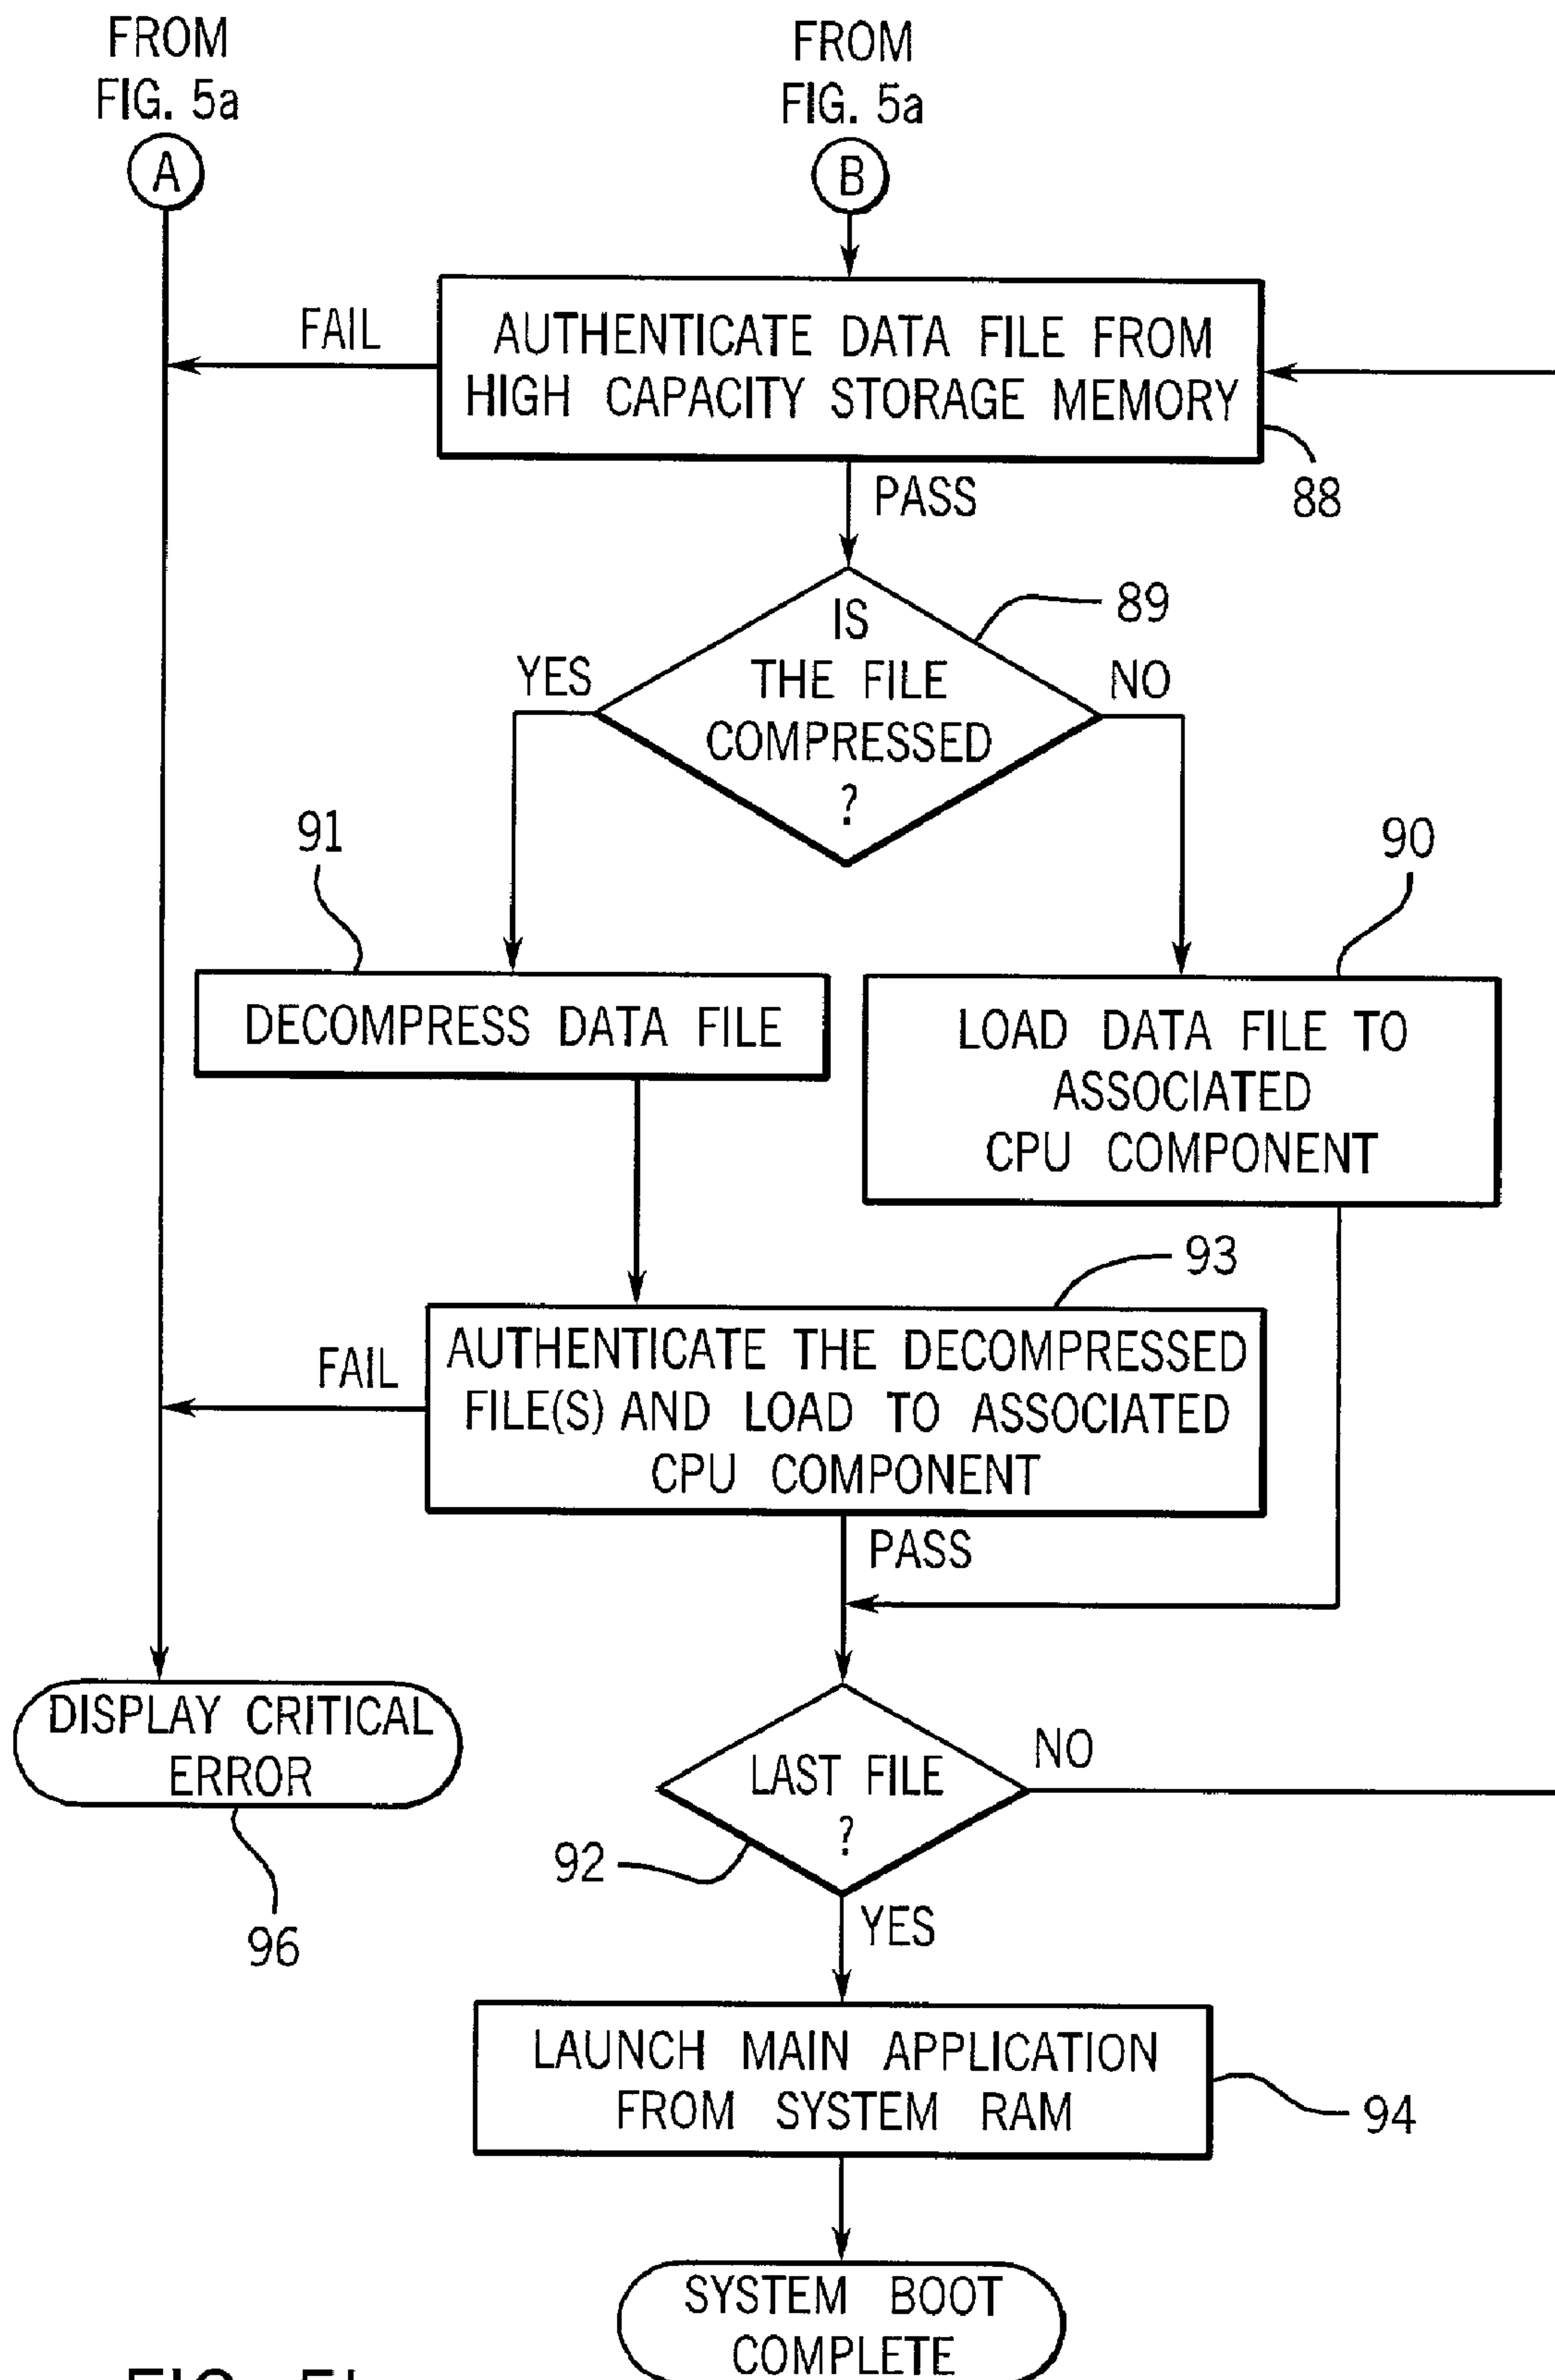 FROM
FIG. 5a
A
FROM
FIG. 5a
B
FAIL
AUTHENTICATE DATA FILE FROM
HIGH CAPACITY STORAGE MEMORY
88
PASS
IS
THE FILE
COMPRESSED
?
89
YES
NO
91
90
DECOMPRESS DATA FILE
LOAD DATA FILE TO
ASSOCIATED
CPU COMPONENT
93
FAIL
AUTHENTICATE THE DECOMPRESSED
FILE(S) AND LOAD TO ASSOCIATED
CPU COMPONENT
PASS
DISPLAY CRITICAL
ERROR
96
LAST FILE
?
NO
92
YES
LAUNCH MAIN APPLICATION
FROM SYSTEM RAM
94
SYSTEM BOOT
COMPLETE